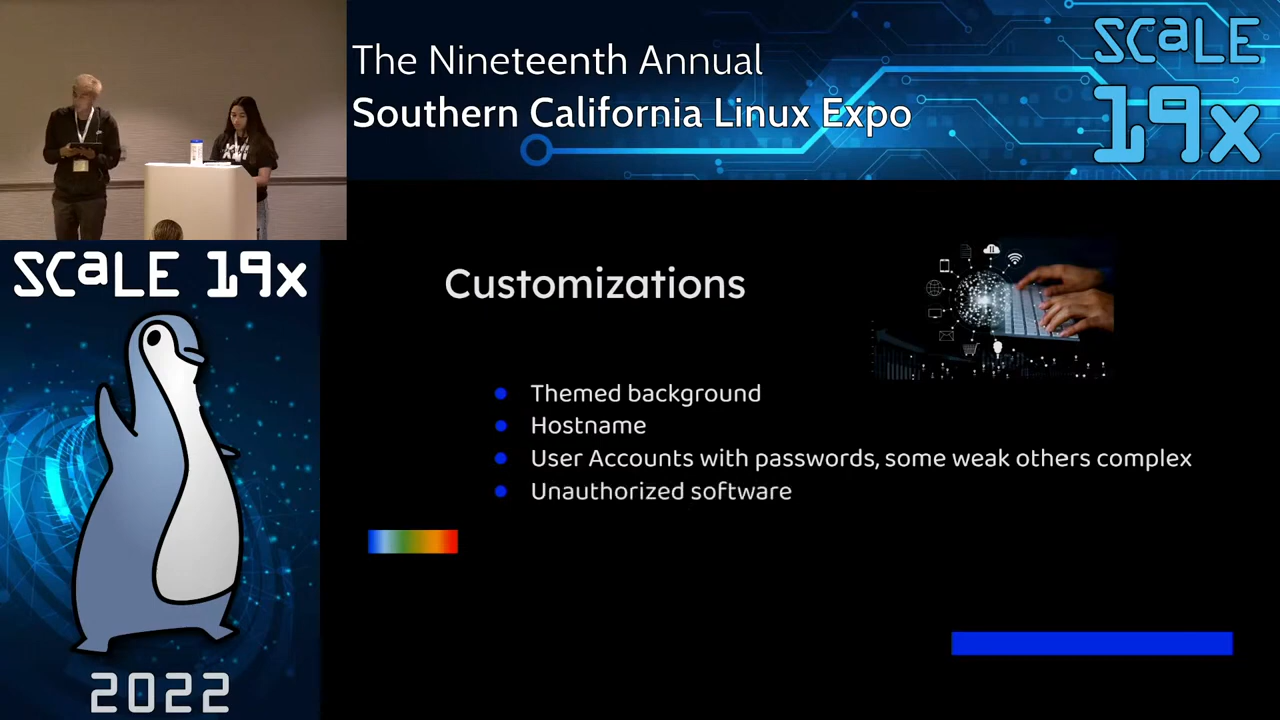 The Nineteenth Annual
Southern California Linux Expo
SCaLE
19x
SCaLE 19x
Customizations
Themed background
Hostname
User Accounts with passwords, some weak others complex
Unauthorized software
2022